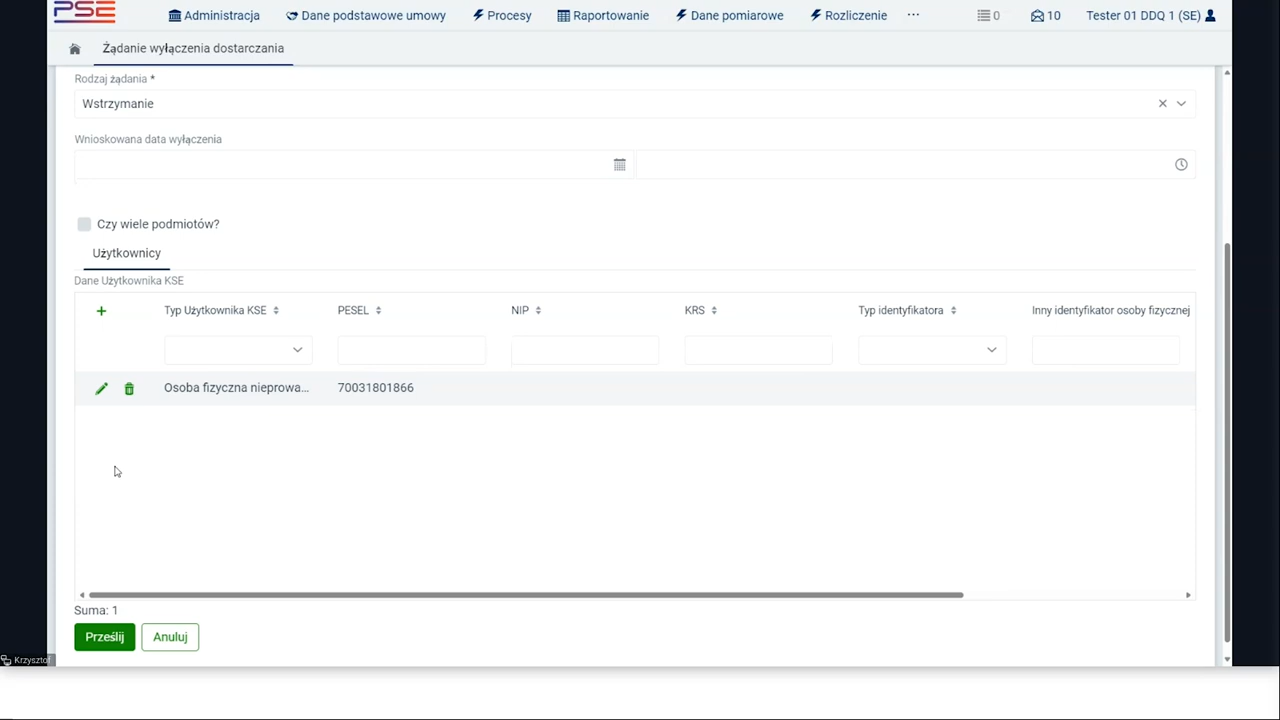 PSE
Administra
Dane podstawowe umowy
Procesy
Raportowanie
Dane pomiarowe
Rozliczenie
...
0
10
Tester 01 DDQ 1 (SE)
Żądanie wyłączenia dostarczania
Rodzaj żądania *
Wstrzymanie
Wnioskowana data wyłączenia
Czy wiele podmiotów?
Użytkownicy
Dane Użytkownika KSE
Typ Użytkownika KSE
PESEL
NIP
KRS
Typ identyfikatora
Inny identyfikator osoby fizycznej
Osoba fizyczna nieprowa...
70031801866
Suma: 1
Prześlij
Anuluj
Krzysztof